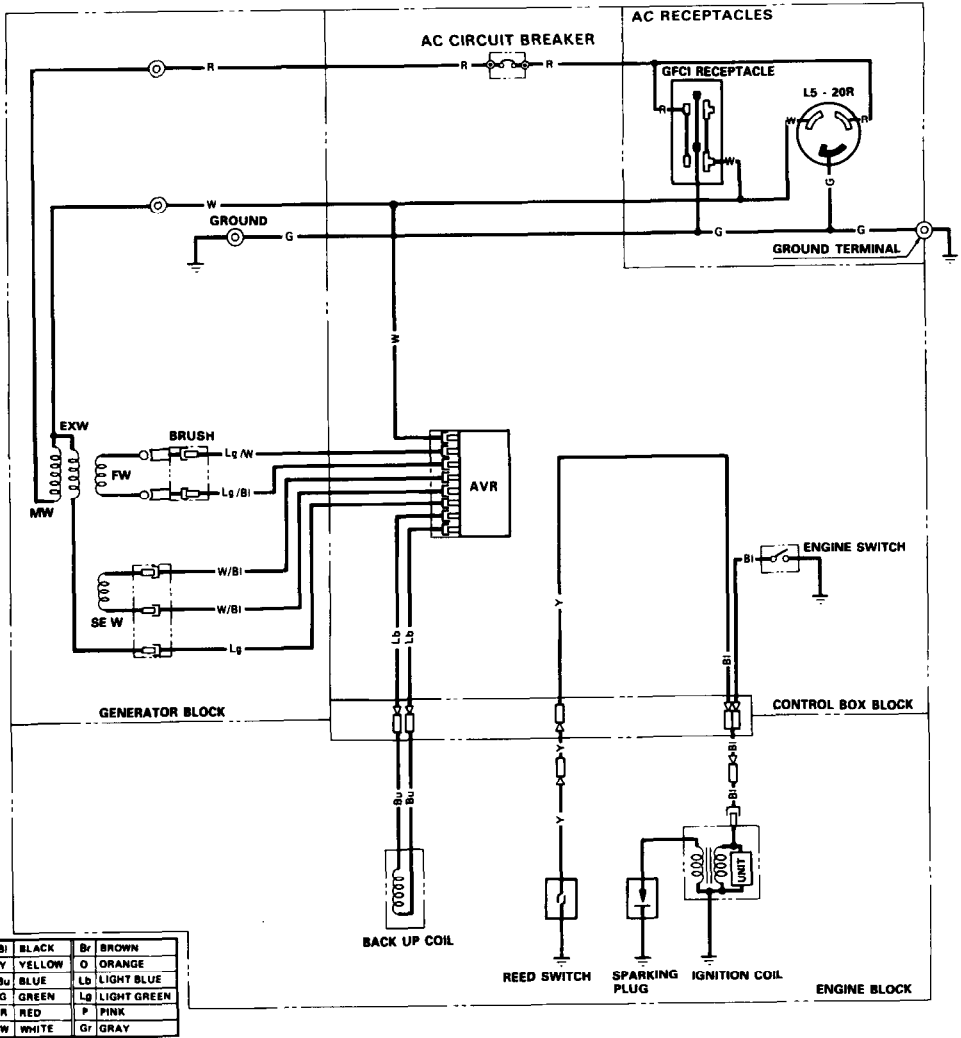 AC RECEPTACLES
AC CIRCUIT BREAKER
R
R
R
GFCI RECEPTACLE
L5 - 20R
R
W
R
W
G
W
GROUND
G
G
G
GROUND TERMINAL
W
EXW
BRUSH
FW
Lg/W
Lg/Bl
MW
AVR
ENGINE SWITCH
Bl
W/Bl
W/Bl
SE W
Lg
Y
Lb
Lb
Bl
GENERATOR BLOCK
CONTROL BOX BLOCK
Y
Bl
Bl
Bu
Bu
Y
UNIT
BACK UP COIL
REED SWITCH
SPARKING PLUG
IGNITION COIL
ENGINE BLOCK
Bl BLACK Br BROWN
Y YELLOW O ORANGE
Bu BLUE Lb LIGHT BLUE
G GREEN Lg LIGHT GREEN
R RED P PINK
W WHITE Gr GRAY